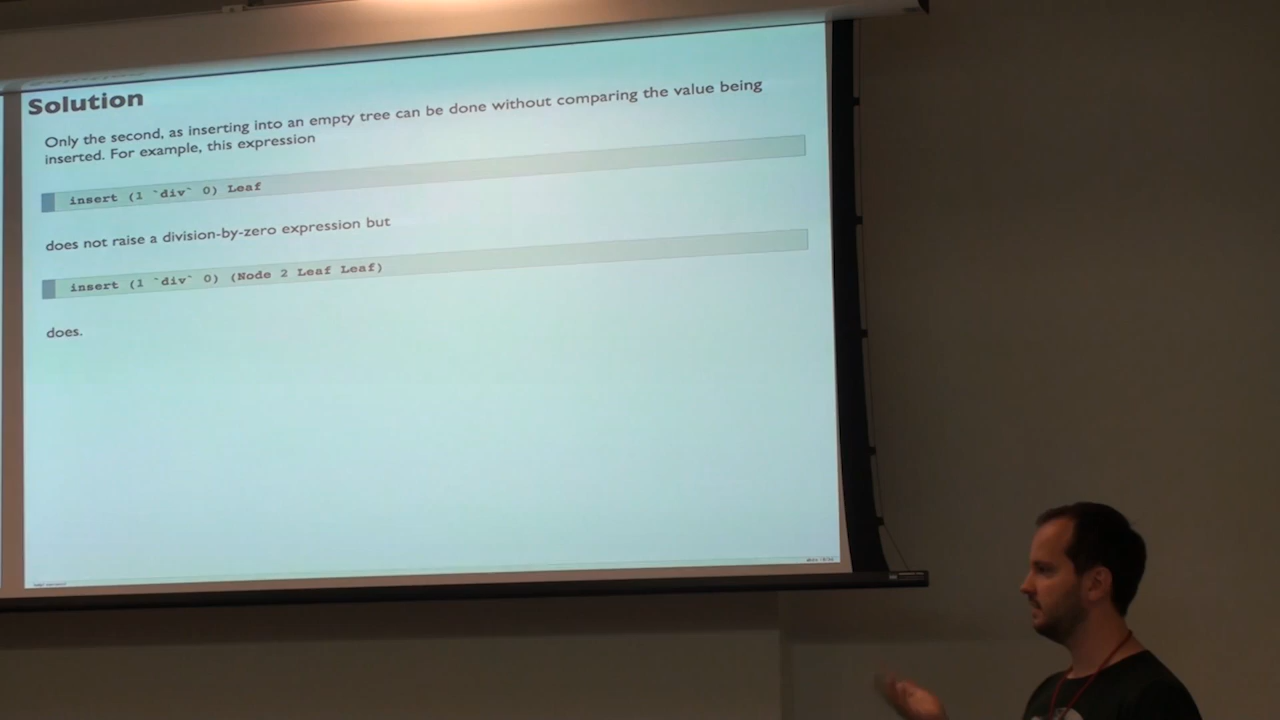 Solution
Only the second, as inserting into an empty tree can be done without comparing the value being
inserted. For example, this expression
insert (1 `div` 0) Leaf
does not raise a division-by-zero expression but
insert (1 `div` 0) (Node 2 Leaf Leaf)
does.